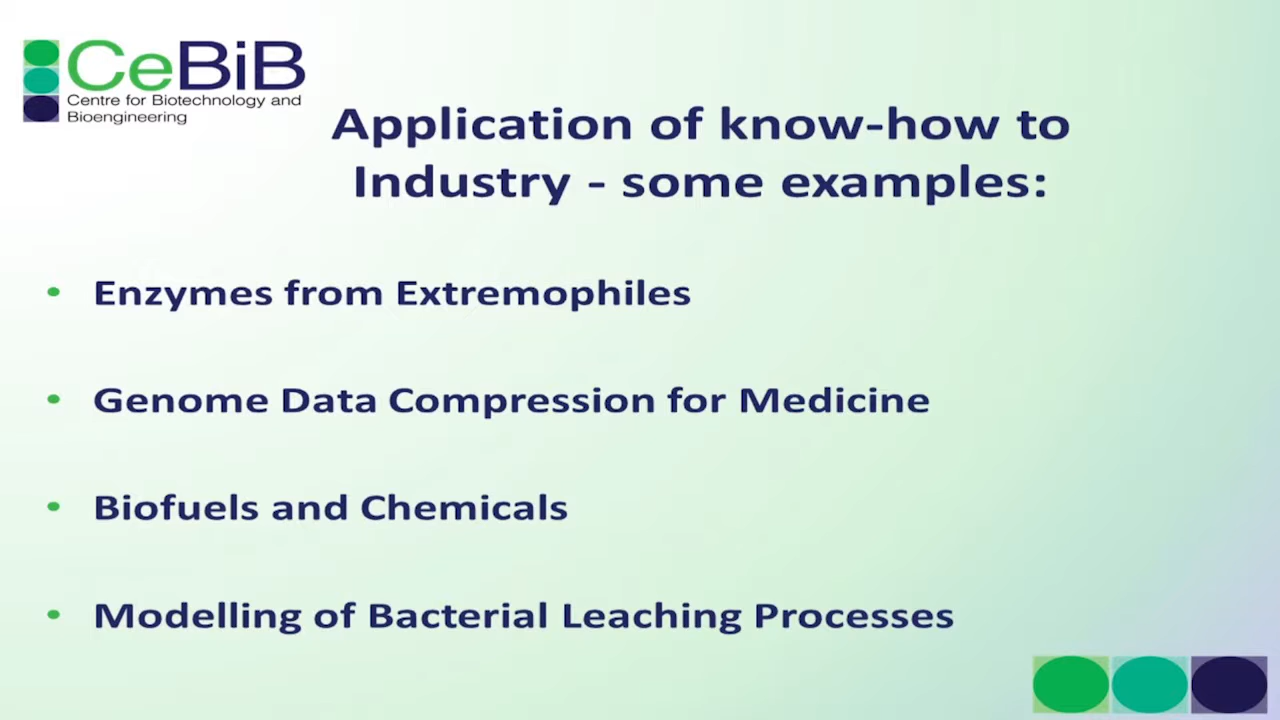 CeBiB
Centre for Biotechnology and
Bioengineering
Application of know-how to
Industry - some examples:
• Enzymes from Extremophiles
• Genome Data Compression for Medicine
• Biofuels and Chemicals
• Modelling of Bacterial Leaching Processes